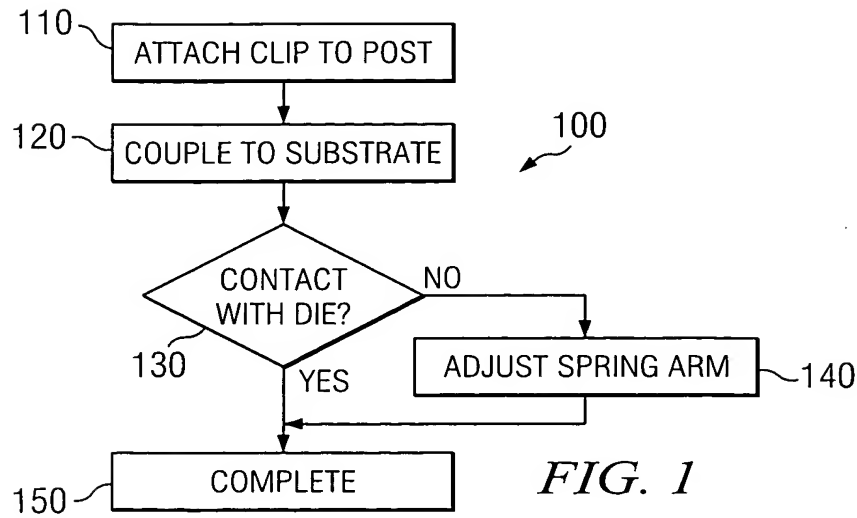 110
ATTACH CLIP TO POST
120
COUPLE TO SUBSTRATE
100
CONTACT
WITH DIE?
NO
130
YES
ADJUST SPRING ARM
140
150
COMPLETE
FIG. 1